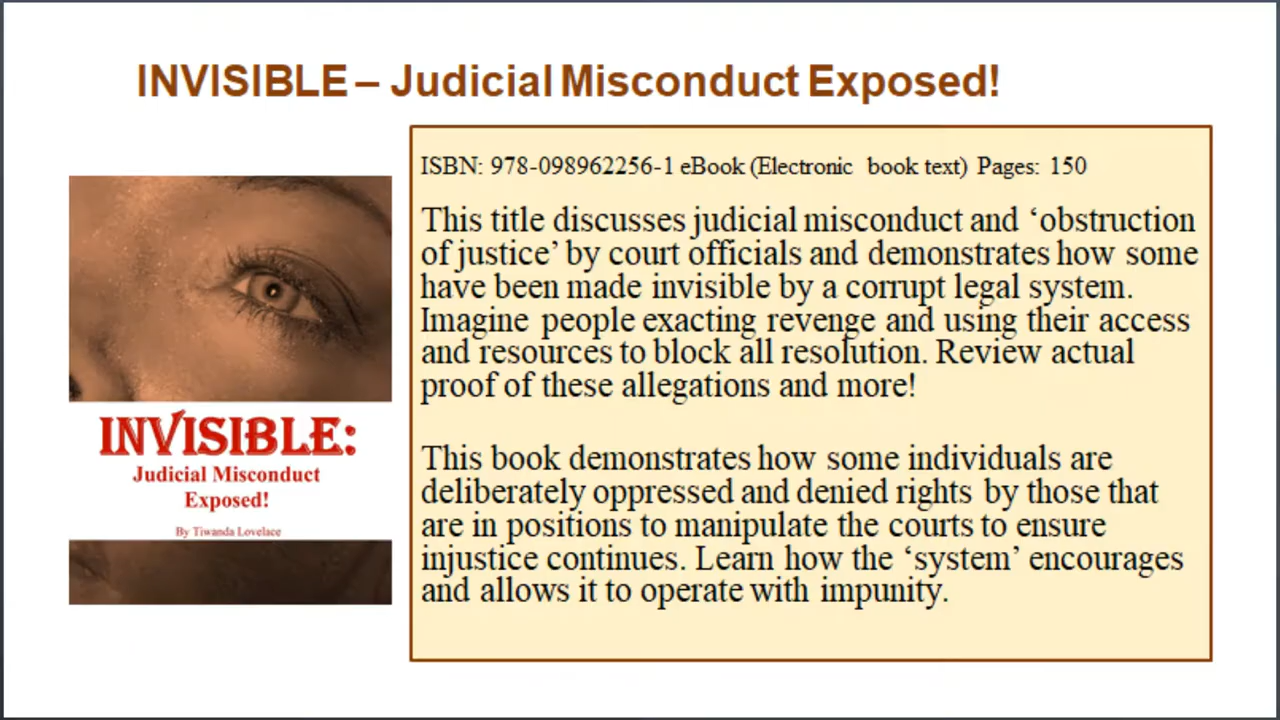 INVISIBLE – Judicial Misconduct Exposed!
INVISIBLE:
Judicial Misconduct
Exposed!
By Tiwanda Lovelace
ISBN: 978-098962256-1 eBook (Electronic book text) Pages: 150
This title discusses judicial misconduct and ‘obstruction
of justice’ by court officials and demonstrates how some
have been made invisible by a corrupt legal system.
Imagine people exacting revenge and using their access
and resources to block all resolution. Review actual
proof of these allegations and more!
This book demonstrates how some individuals are
deliberately oppressed and denied rights by those that
are in positions to manipulate the courts to ensure
injustice continues. Learn how the ‘system’ encourages
and allows it to operate with impunity.